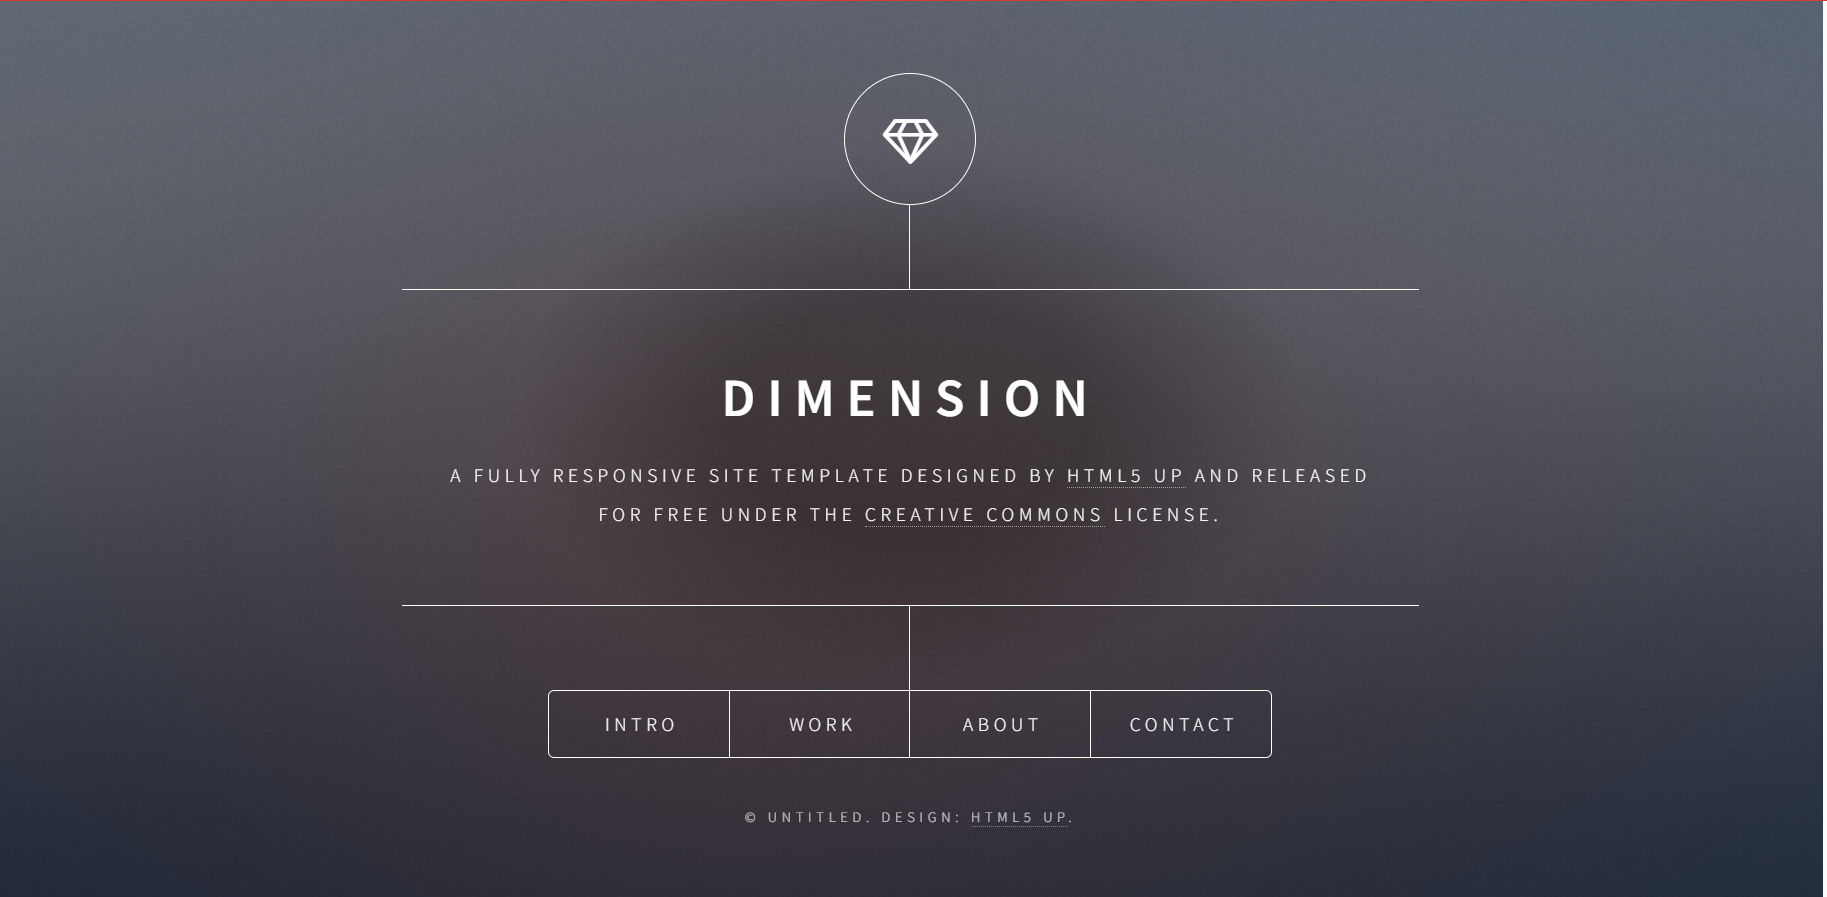 DIMENSION
A FULLY RESPONSIVE SITE TEMPLATE DESIGNED BY HTML5 UP AND RELEASED
FOR FREE UNDER THE CREATIVE COMMONS LICENSE.
INTRO WORK ABOUT CONTACT
© UNTITLED. DESIGN: HTML5 UP.